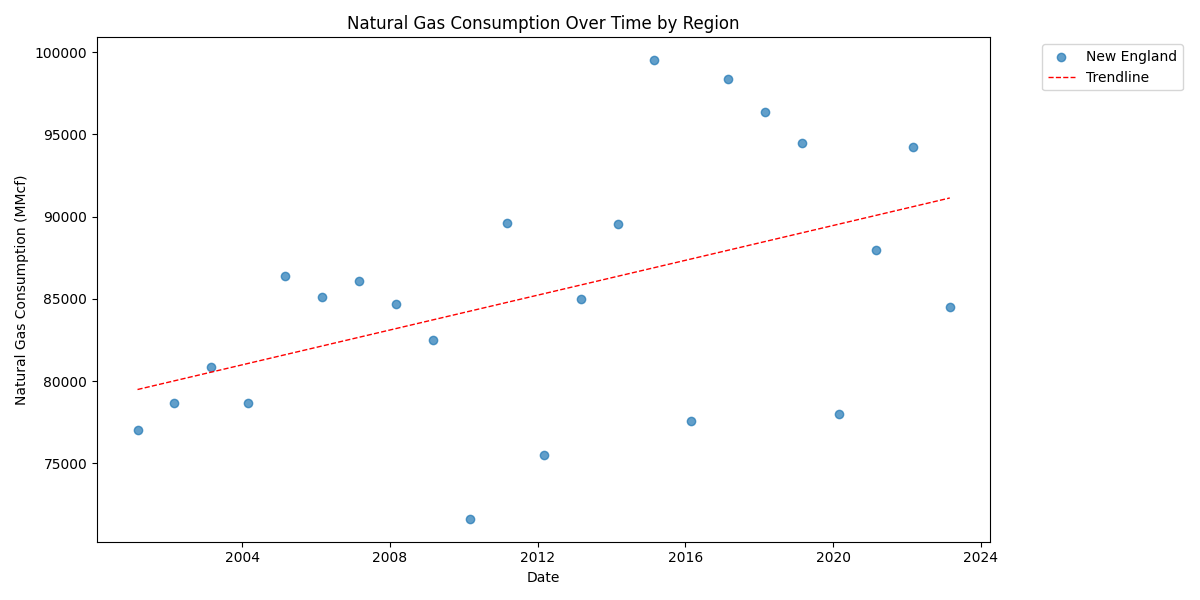 Natural Gas Consumption Over Time by Region
New England
Trendline
Natural Gas Consumption (MMcf)
100000
95000
90000
85000
80000
75000
2004 2008 2012 2016 2020 2024
Date